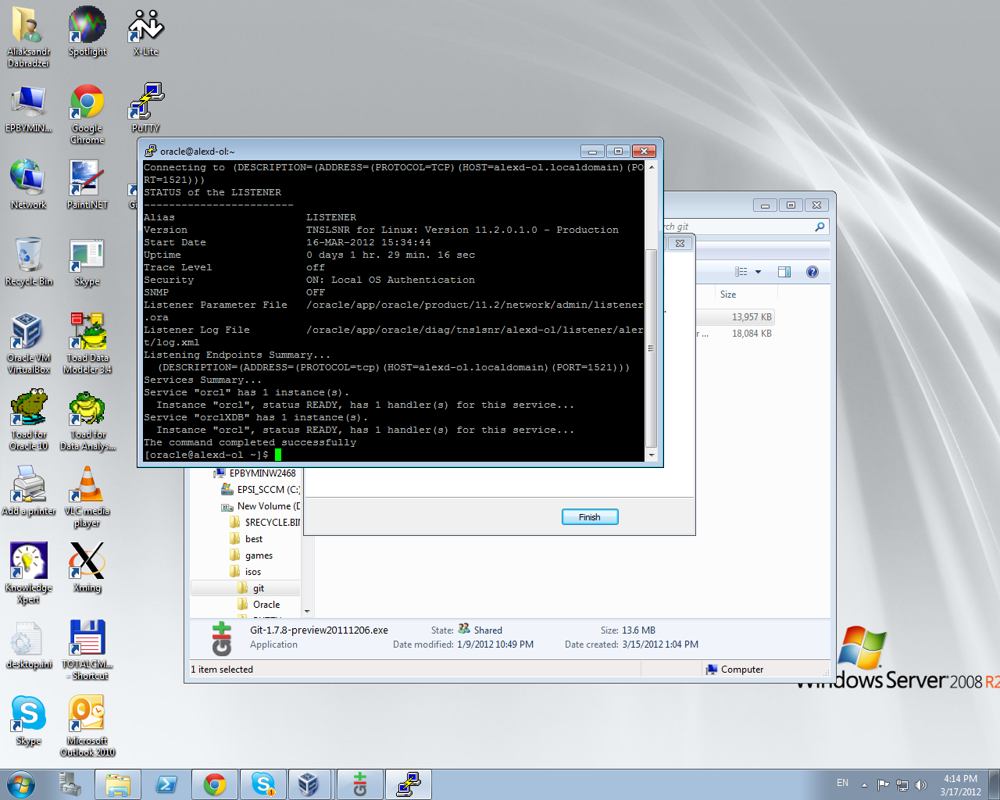 Aliaksandr
Dabradzei
Spotlight
X-Lite
EPBYMIN...
Google
Chrome
PuTTY
Network
Paint.NET
Gi
Recycle Bin
Skype
Oracle VM
VirtualBox
Toad Data
Modeler 3.4
Toad for
Oracle 10
Toad for
Data Analys...
Add a printer
VLC media
player
Knowledge
Xpert
Xming
desktop.ini
TOTALCM...
- Shortcut
Skype
Microsoft
Outlook 2010
oracle@alexd-ol:~
Connecting to (DESCRIPTION=(ADDRESS=(PROTOCOL=TCP)(HOST=alexd-ol.localdomain)(PO
RT=1521)))
STATUS of the LISTENER
------------------------
Alias LISTENER
Version TNSLSNR for Linux: Version 11.2.0.1.0 - Production
Start Date 16-MAR-2012 15:34:44
Uptime 0 days 1 hr. 29 min. 16 sec
Trace Level off
Security ON: Local OS Authentication
SNMP OFF
Listener Parameter File /oracle/app/oracle/product/11.2/network/admin/listener
.ora
Listener Log File /oracle/app/oracle/diag/tnslsnr/alexd-ol/listener/aler
t/log.xml
Listening Endpoints Summary...
(DESCRIPTION=(ADDRESS=(PROTOCOL=tcp)(HOST=alexd-ol.localdomain)(PORT=1521)))
Services Summary...
Service "orcl" has 1 instance(s).
Instance "orcl", status READY, has 1 handler(s) for this service...
Service "orclXDB" has 1 instance(s).
Instance "orcl", status READY, has 1 handler(s) for this service...
The command completed successfully
[oracle@alexd-ol ~]$
rch git
Size
13,957 KB
r ... 18,084 KB
EPBYMINW2468
EPSI_SCCM (C:)
New Volume (D
$RECYCLE.BIN
best
games
isos
git
Oracle
Finish
Git-1.7.8-preview20111206.exe State: Shared Size: 13.6 MB
Application Date modified: 1/9/2012 10:49 PM Date created: 3/15/2012 1:04 PM
1 item selected Computer
Windows Server 2008 R2
EN
4:14 PM
3/17/2012